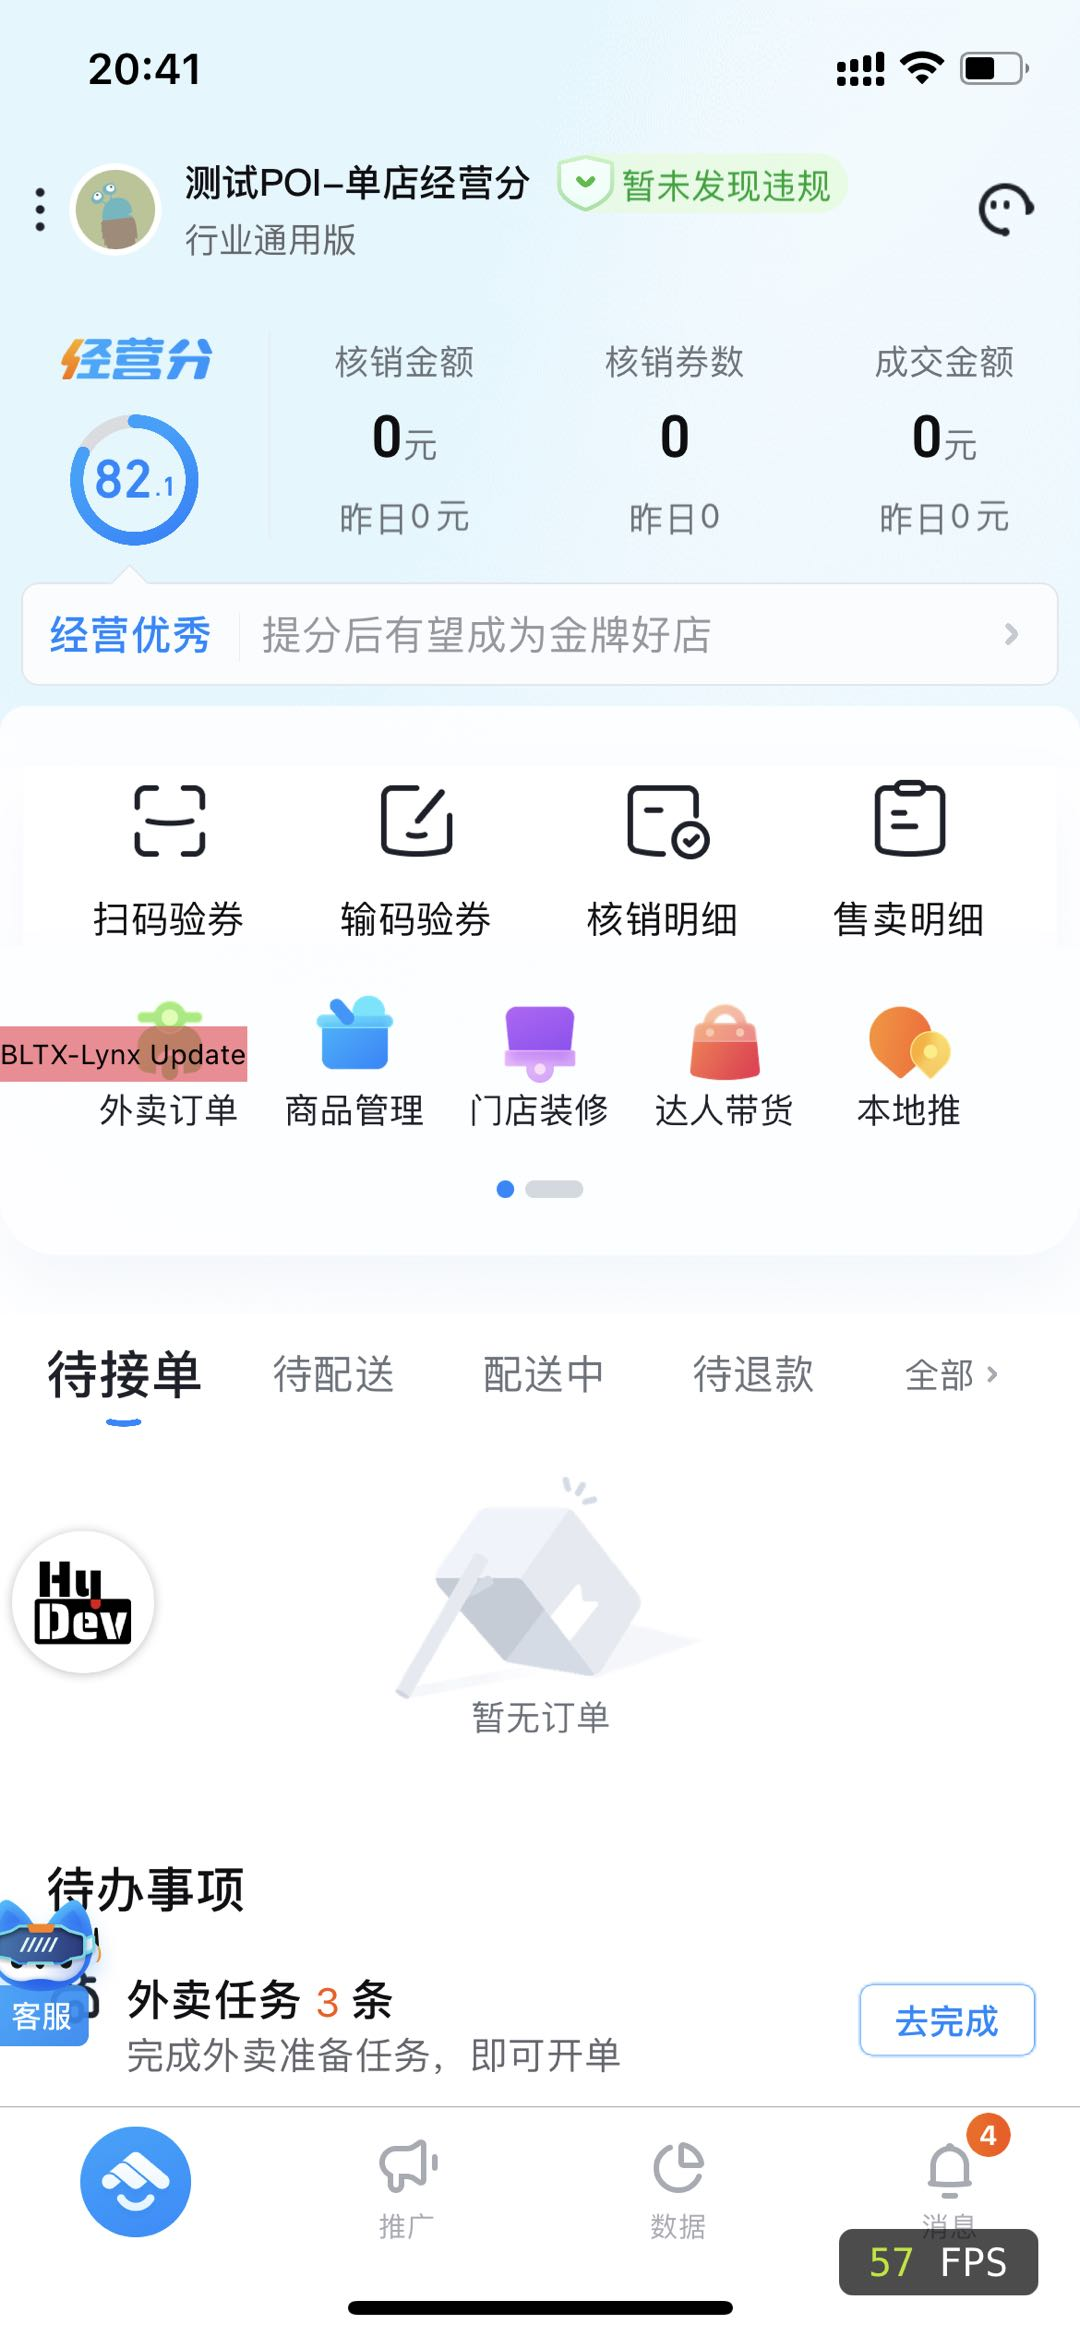 20:41
测试POI-单店经营分
暂未发现违规
行业通用版
经营分
核销金额
核销券数
成交金额
82.1
0元
0
0元
昨日0元
昨日0
昨日0元
经营优秀
提分后有望成为金牌好店
扫码验券
输码验券
核销明细
售卖明细
BLTX-Lynx Update
外卖订单
商品管理
门店装修
达人带货
本地推
待接单
待配送
配送中
待退款
全部
Hy
Dev
暂无订单
待办事项
外卖任务 3 条
客服
去完成
完成外卖准备任务，即可开单
4
推广
数据
消息
57 FPS